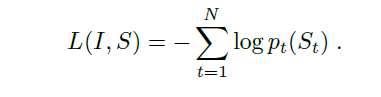 L(I, S) = − ∑_{t=1}^{N} log p_t(S_t) .